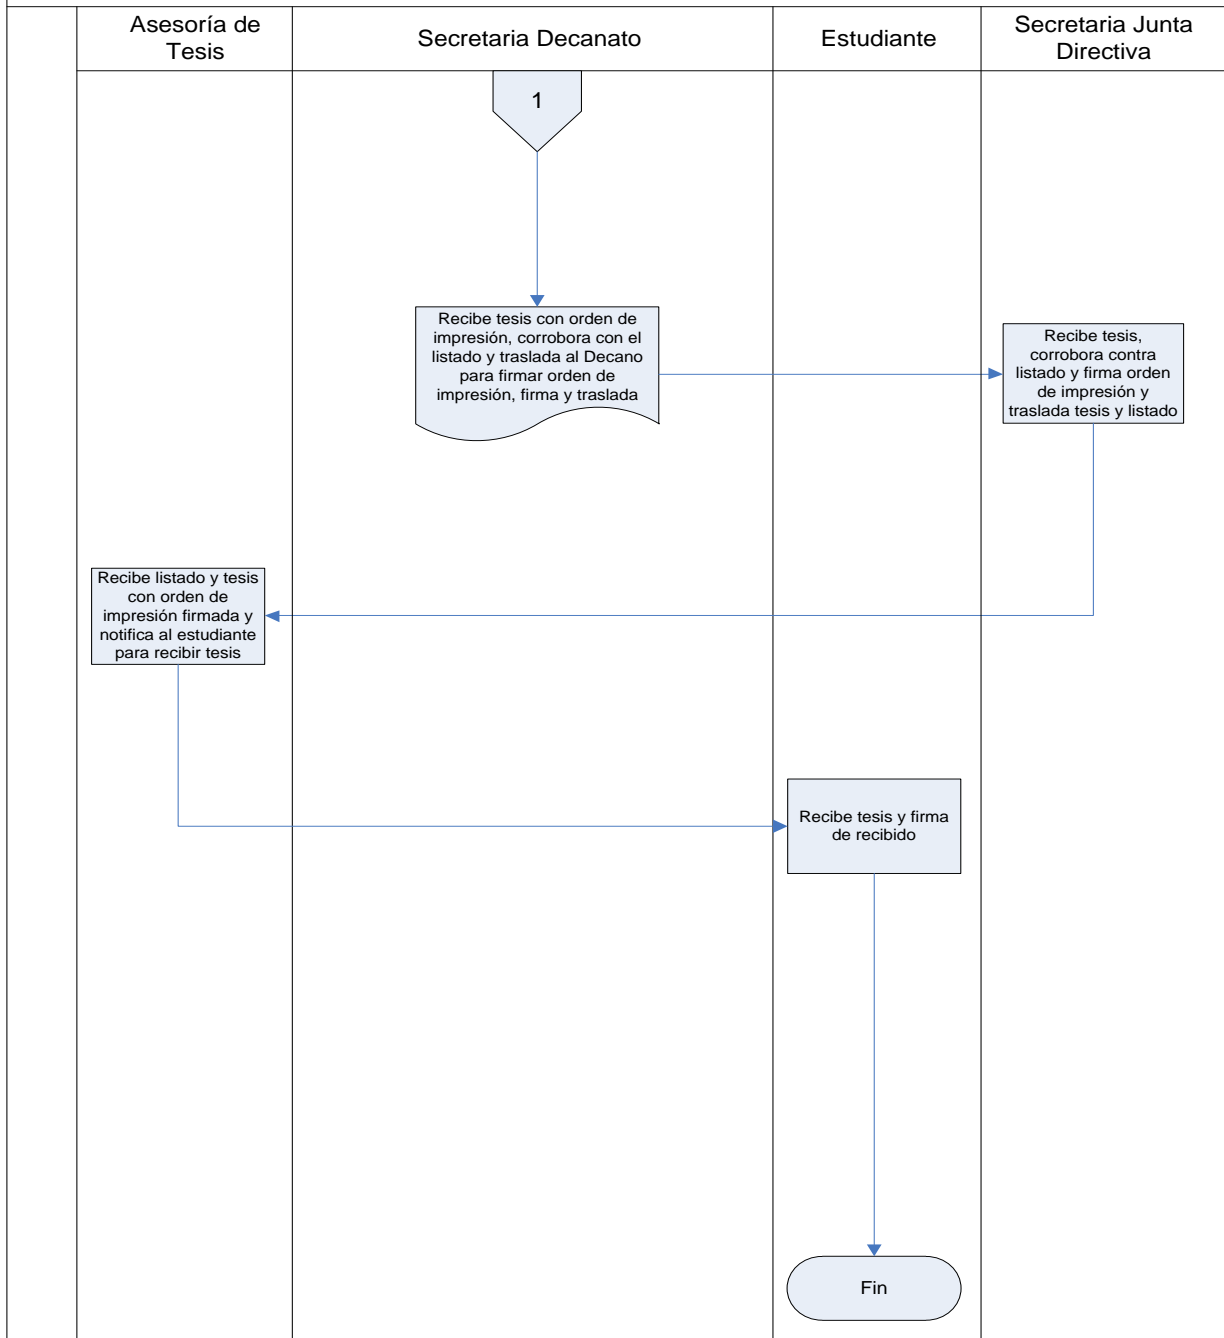 Asesoría de
Tesis
Secretaria Decanato
Estudiante
Secretaria Junta
Directiva
1
Recibe tesis con orden de
impresión, corrobora con el
listado y traslada al Decano
para firmar orden de
impresión, firma y traslada
Recibe tesis,
corrobora contra
listado y firma orden
de impresión y
traslada tesis y listado
Recibe listado y tesis
con orden de
impresión firmada y
notifica al estudiante
para recibir tesis
Recibe tesis y firma
de recibido
Fin